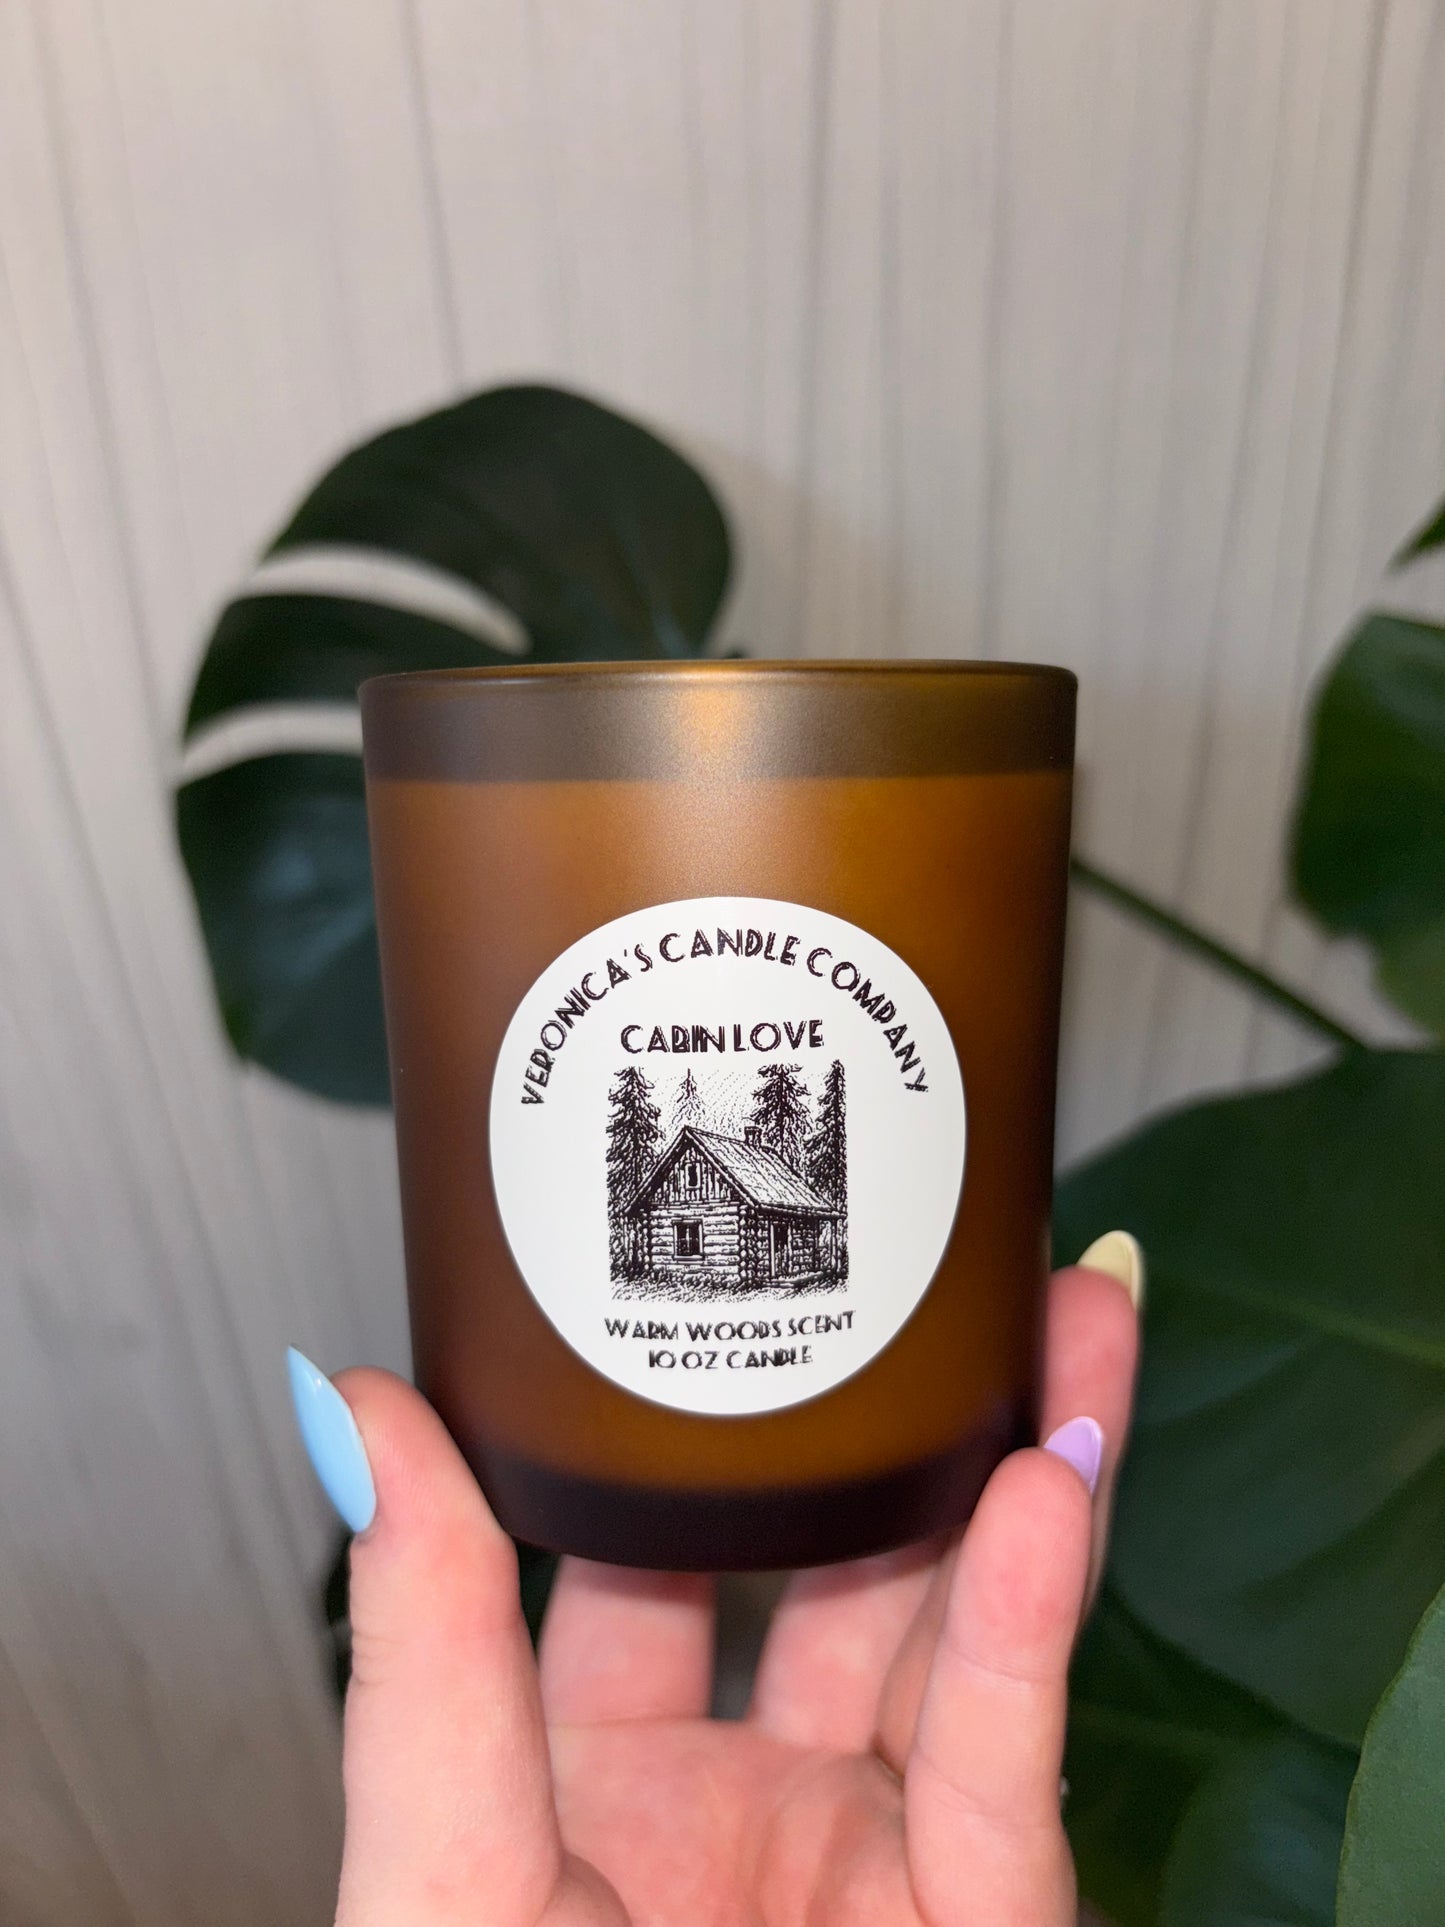 VERONICA'S CANDLE COMPANY
CABIN LOVE
WARM WOODS SCENT
10 OZ CANDLE